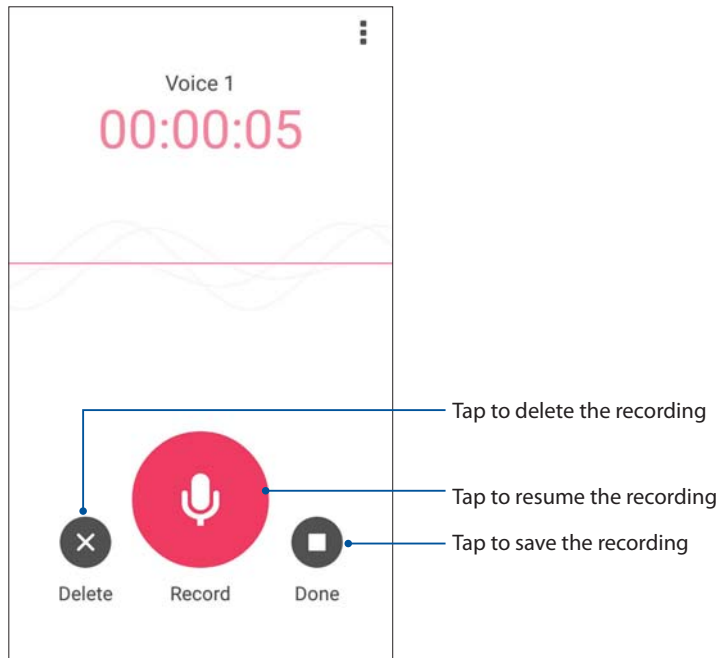 Voice 1
00:00:05
Tap to delete the recording
Tap to resume the recording
Tap to save the recording
Delete Record Done